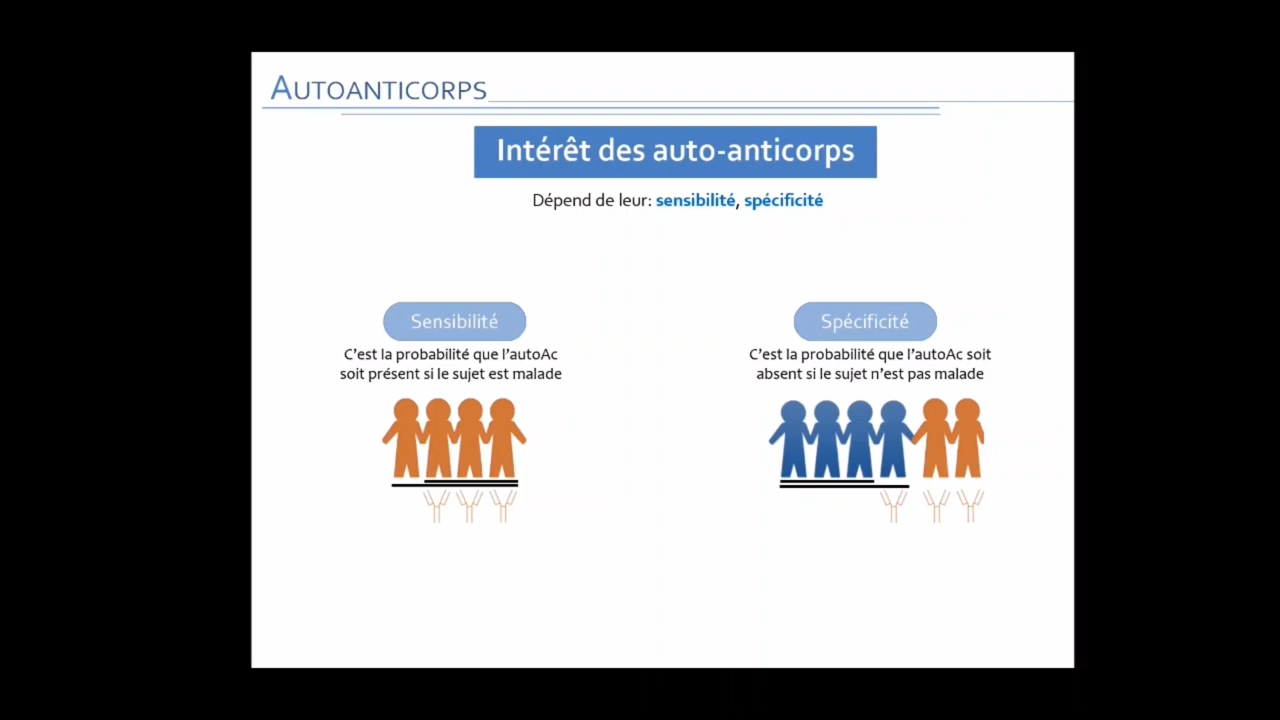 AUTOANTICORPS
Intérêt des auto-anticorps
Dépend de leur: sensibilité, spécificité
Sensibilité
C’est la probabilité que l’autoAc
soit présent si le sujet est malade
Spécificité
C’est la probabilité que l’autoAc soit
absent si le sujet n’est pas malade